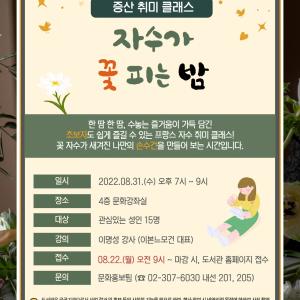 증산 취미 클래스
자수가
꽃 피는 밤
한 땀 한 땀, 수놓는 즐거움이 가득 담긴
초보자도 쉽게 즐길 수 있는 프랑스 자수 취미 클래스!
꽃 자수가 새겨진 나만의 손수건을 만들어 보는 시간입니다.
일시 2022.08.31.(수) 오후 7시 ~ 9시
장소 4층 문화강좌실
대상 관심있는 성인 15명
강의 이명성 강사 (이본느모건 대표)
접수 08.22.(월) 오전 9시 ~ 마감 시, 도서관 홈페이지 접수
문의 문화홍보팀 (☎ 02-307-6030 내선 201, 205)